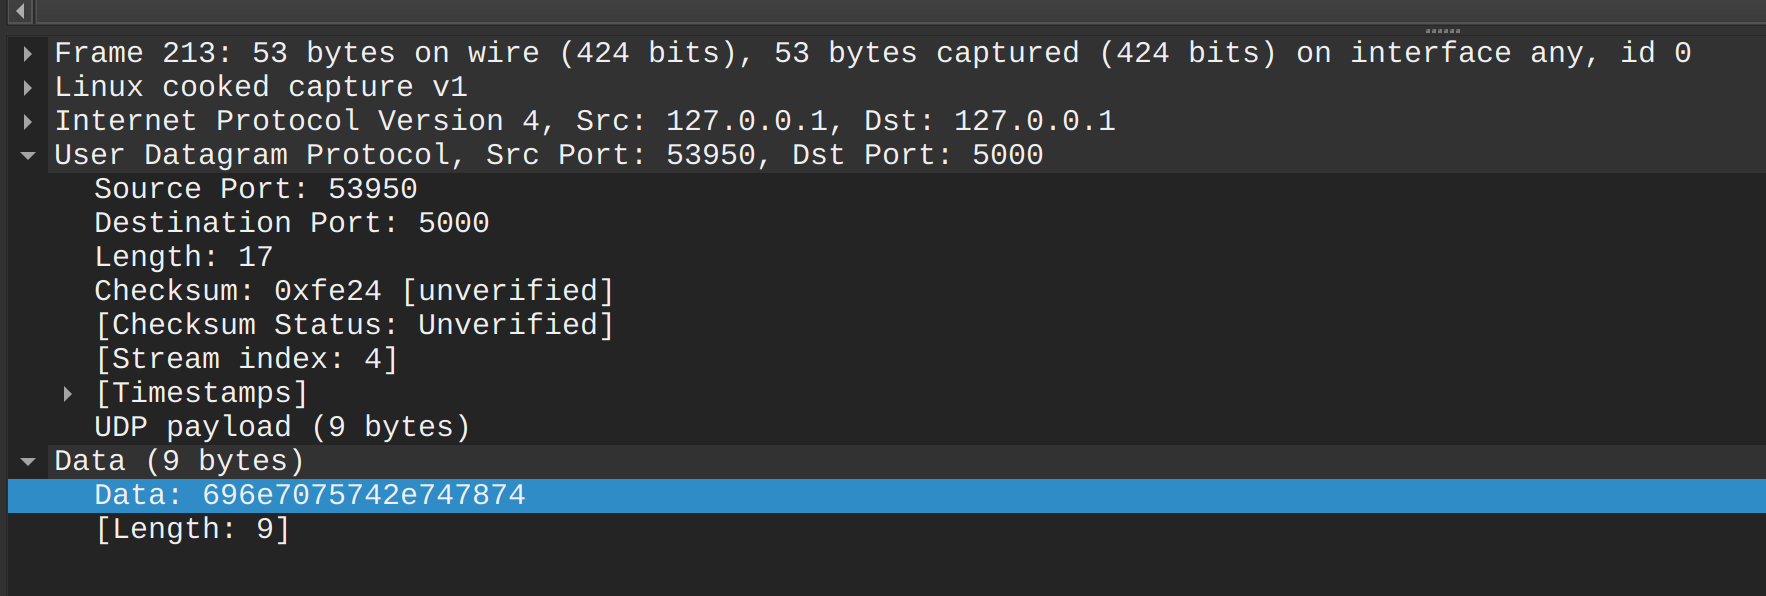 Frame 213: 53 bytes on wire (424 bits), 53 bytes captured (424 bits) on interface any, id 0
Linux cooked capture v1
Internet Protocol Version 4, Src: 127.0.0.1, Dst: 127.0.0.1
User Datagram Protocol, Src Port: 53950, Dst Port: 5000
Source Port: 53950
Destination Port: 5000
Length: 17
Checksum: 0xfe24 [unverified]
[Checksum Status: Unverified]
[Stream index: 4]
[Timestamps]
UDP payload (9 bytes)
Data (9 bytes)
Data: 696e7075742e747874
[Length: 9]